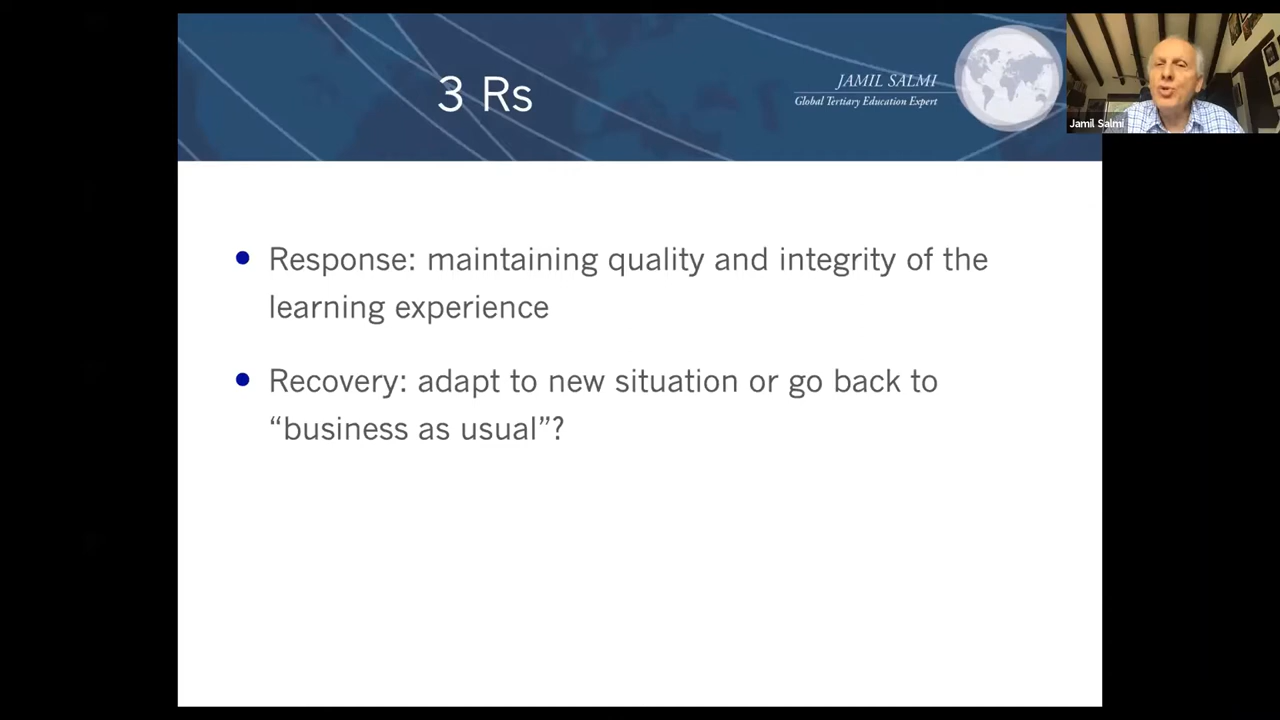 3 Rs
JAMIL SALMI
Global Tertiary Education Expert
Jamil Salmi
• Response: maintaining quality and integrity of the
learning experience
• Recovery: adapt to new situation or go back to
“business as usual”?